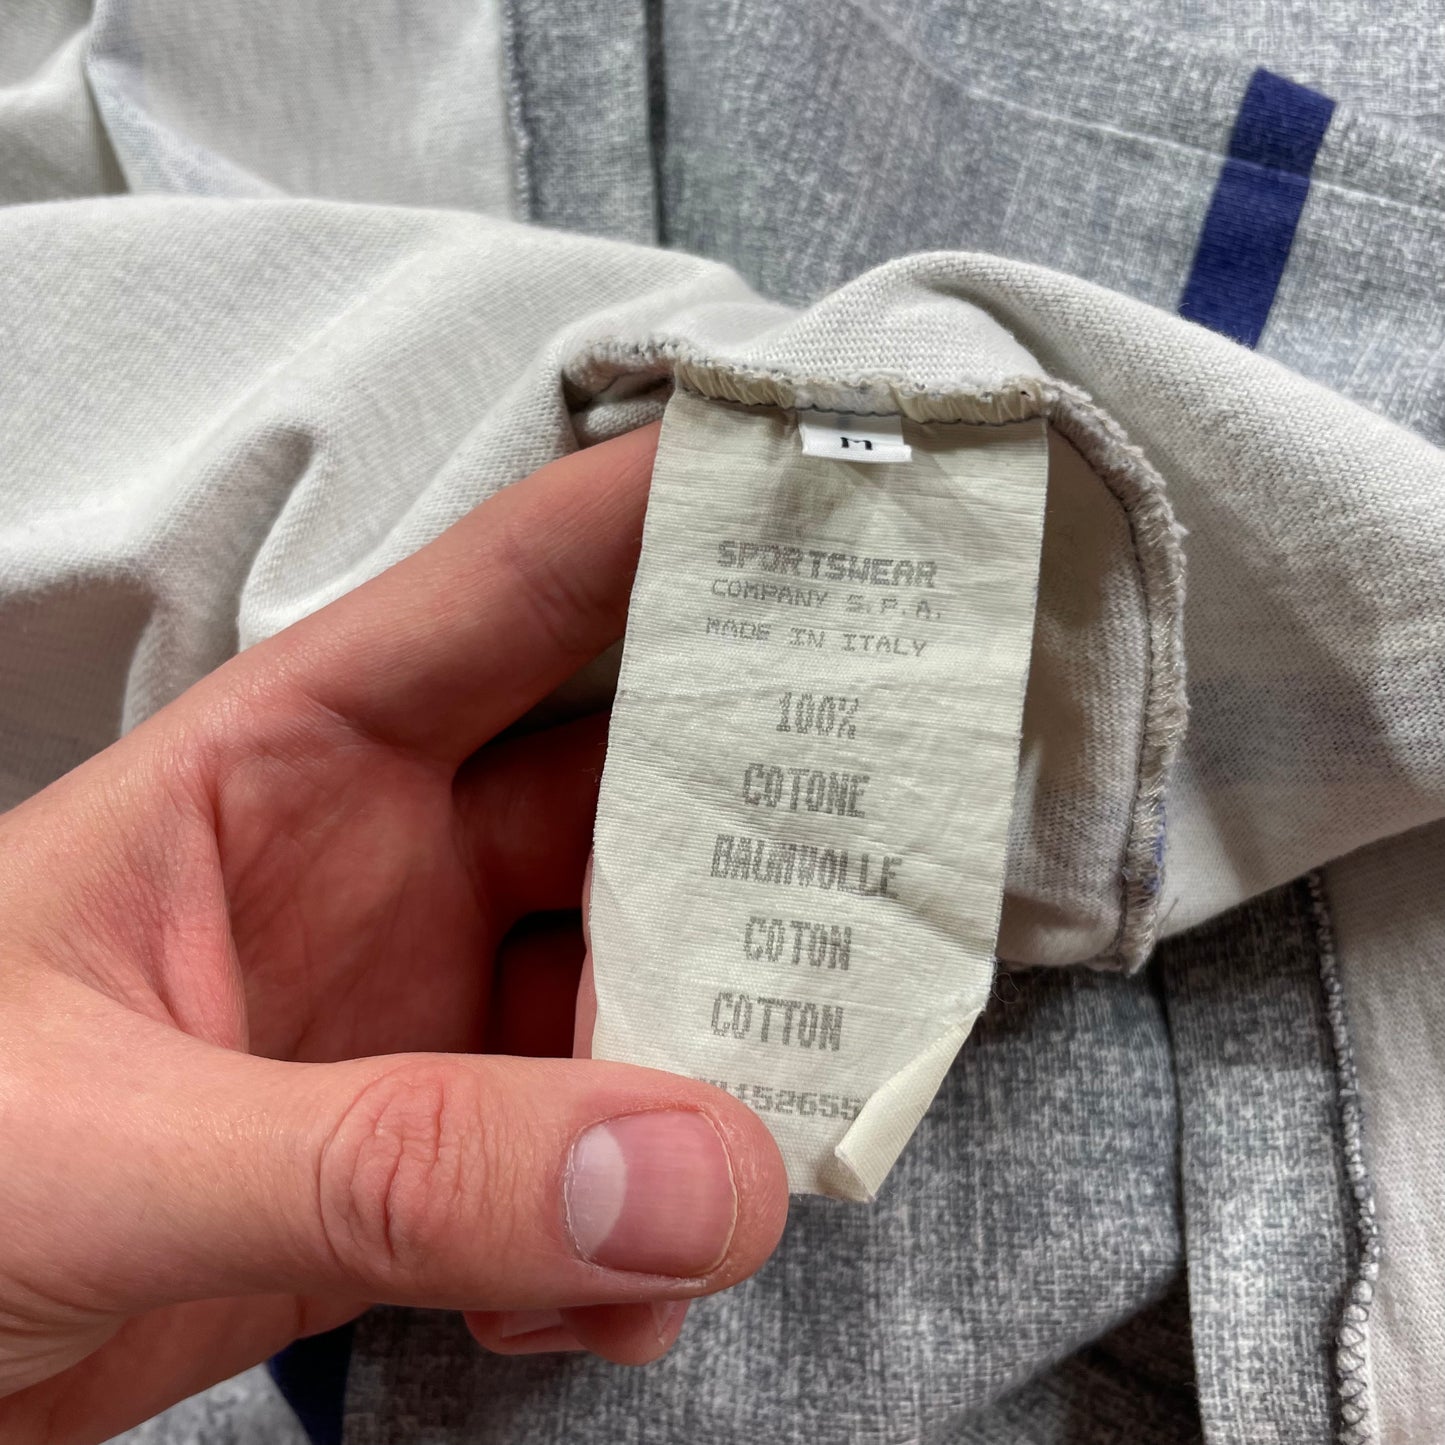 M
SPORTSWEAR
COMPANY S.P.A.
MADE IN ITALY
100%
COTONE
BAUMWOLLE
COTON
COTTON